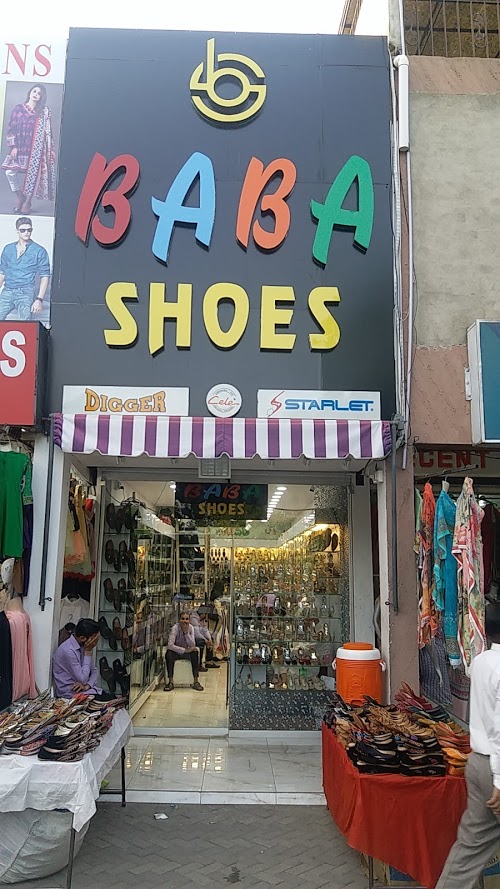 NS
BABA
SHOES
S
DIGGER
Cele
STARLET
CENT
BABA
SHOES